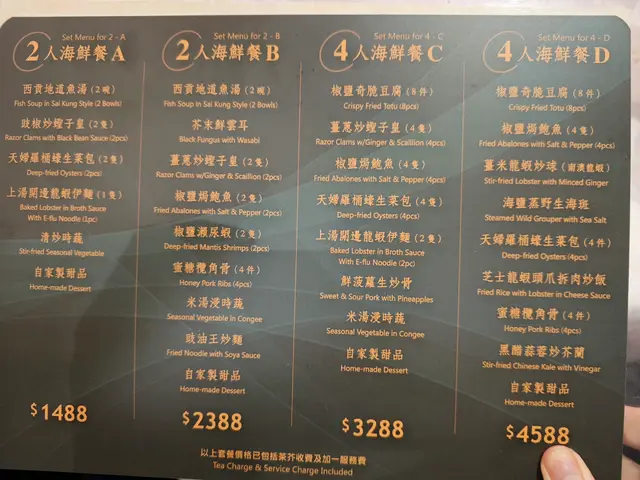 Set Menu for 2 - A
2人海鮮餐A
西貢地道魚湯 (2碗)
Fish Soup in Sai Kung Style (2 Bowls)
豉椒炒蟶子皇 (2隻)
Razor Clams with Black Bean Sauce (2pcs)
天婦羅桶蠔生菜包 (2隻)
Deep-fried Oysters (2pcs)
上湯開邊龍蝦伊麵 (1隻)
Baked Lobster in Broth Sauce
With E-flu Noodle (1pc)
清炒時蔬
Stir-fried Seasonal Vegetable
自家製甜品
Home-made Dessert
$1488
Set Menu for 2 - B
2人海鮮餐B
西貢地道魚湯 (2碗)
Fish Soup in Sai Kung Style (2 Bowls)
芥末鮮雲耳
Black Fungus with Wasabi
薑蔥炒蟶子皇 (2隻)
Razor Clams w/Ginger & Scallion (2pcs)
椒鹽焗鮑魚 (2隻)
Fried Abalones with Salt & Pepper (2pcs)
椒鹽瀨尿蝦 (2隻)
Deep-fried Mantis Shrimps (2pcs)
蜜糖欖角骨 (4件)
Honey Pork Ribs (4pcs)
米湯浸時蔬
Seasonal Vegetable in Congee
豉油王炒麵
Fried Noodle with Soya Sauce
自家製甜品
Home-made Dessert
$2388
Set Menu for 4 - C
4人海鮮餐C
椒鹽奇脆豆腐 (8件)
Crispy Fried Totu (8pcs)
薑蔥炒蟶子皇 (4隻)
Razor Clams w/Ginger & Scallion (4pcs)
椒鹽焗鮑魚 (4隻)
Fried Abalones with Salt & Pepper (4pcs)
天婦羅桶蠔生菜包 (4隻)
Deep-fried Oysters (4pcs)
上湯開邊龍蝦伊麵 (2隻)
Baked Lobster in Broth Sauce
With E-flu Noodle (2pc)
鮮菠蘿生炒骨
Sweet & Sour Pork with Pineapples
米湯浸時蔬
Seasonal Vegetable in Congee
自家製甜品
Home-made Dessert
$3288
Set Menu for 4 - D
4人海鮮餐D
椒鹽奇脆豆腐 (8件)
Crispy Fried Totu (8pcs)
椒鹽焗鮑魚 (4隻)
Fried Abalones with Salt & Pepper (4pcs)
薑米龍蝦炒球 (南澳龍蝦)
Stir-fried Lobster with Minced Ginger
海鹽蒸野生海斑
Steamed Wild Grouper with Sea Salt
天婦羅桶蠔生菜包 (4件)
Deep-fried Oysters (4pcs)
芝士龍蝦頭爪拆肉炒飯
Fried Rice with Lobster in Cheese Sauce
蜜糖欖角骨 (4件)
Honey Pork Ribs (4pcs)
黑醋蒜蓉炒芥蘭
Stir-fried Chinese Kale with Vinegar
自家製甜品
Home-made Dessert
$4588
以上套餐價格已包括茶芥收費及加一服務費
Tea Charge & Service Charge Included